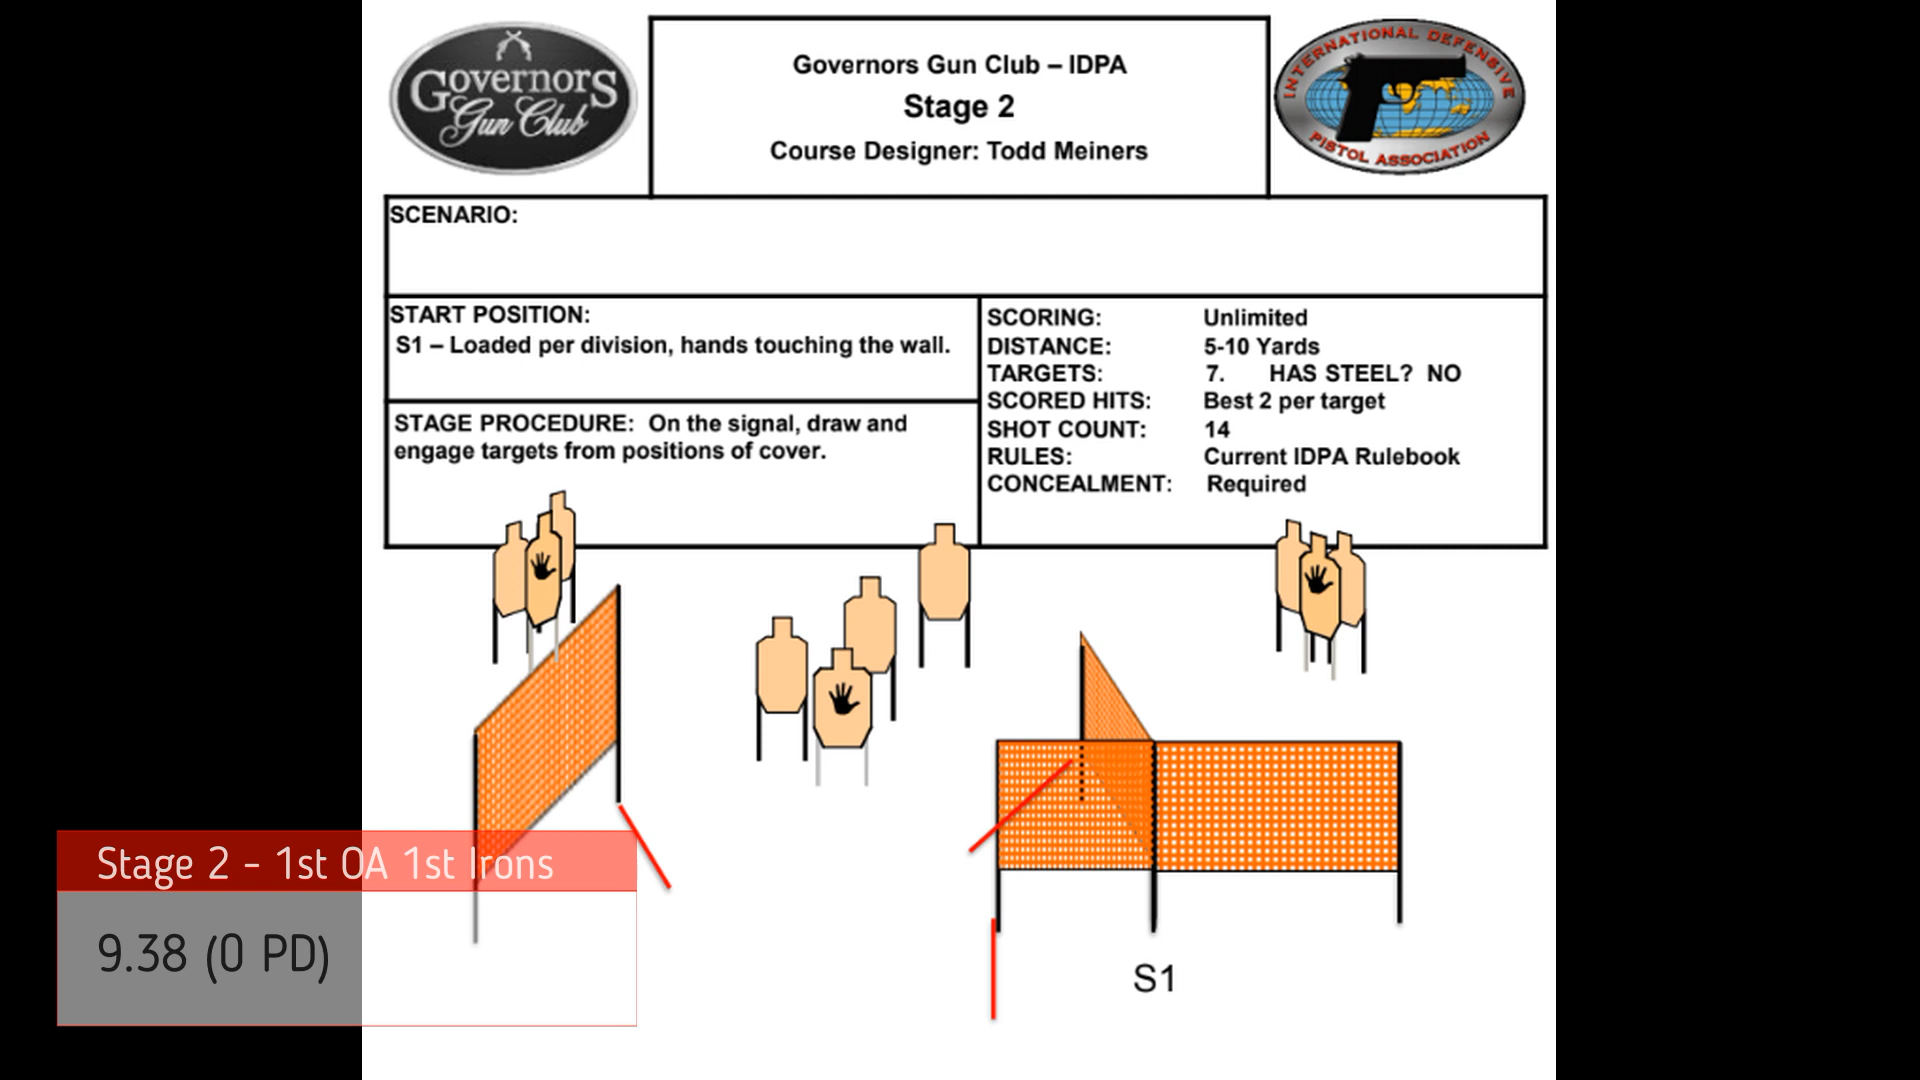 GOVERNORS
Gun Club
Governors Gun Club – IDPA
Stage 2
Course Designer: Todd Meiners
INTERNATIONAL DEFENSIVE
PISTOL ASSOCIATION
SCENARIO:
START POSITION:
S1 – Loaded per division, hands touching the wall.
STAGE PROCEDURE: On the signal, draw and
engage targets from positions of cover.
SCORING: Unlimited
DISTANCE: 5-10 Yards
TARGETS: 7. HAS STEEL? NO
SCORED HITS: Best 2 per target
SHOT COUNT: 14
RULES: Current IDPA Rulebook
CONCEALMENT: Required
Stage 2 - 1st OA 1st Irons
9.38 (0 PD)
S1